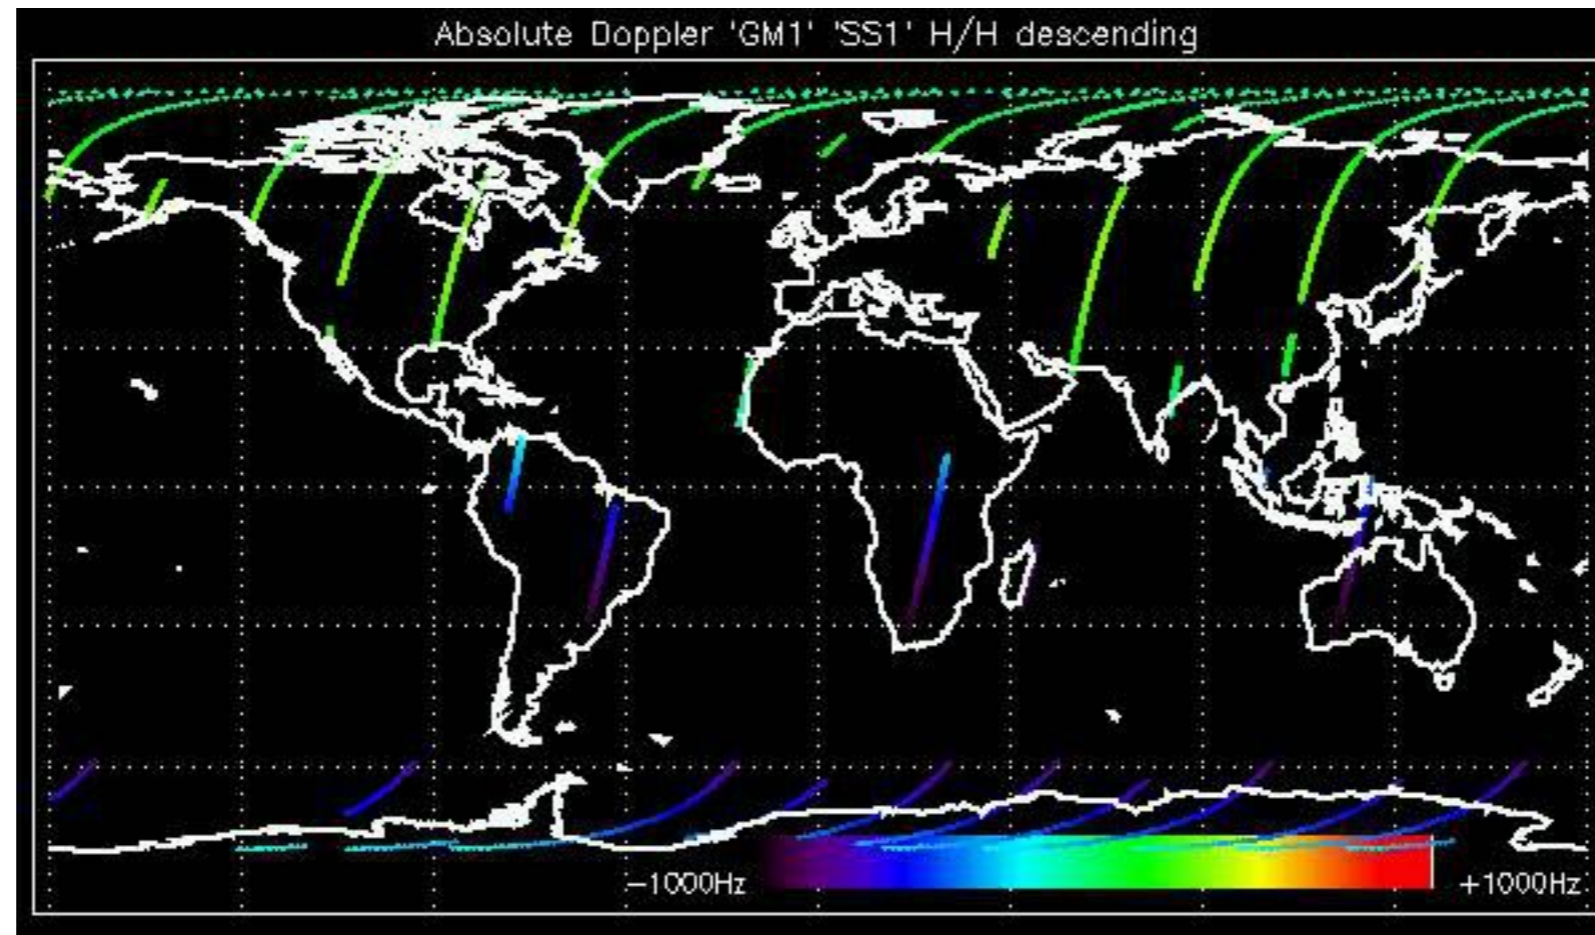 Absolute Doppler 'GM1' 'SS1' H/H descending
−1000Hz
+1000Hz